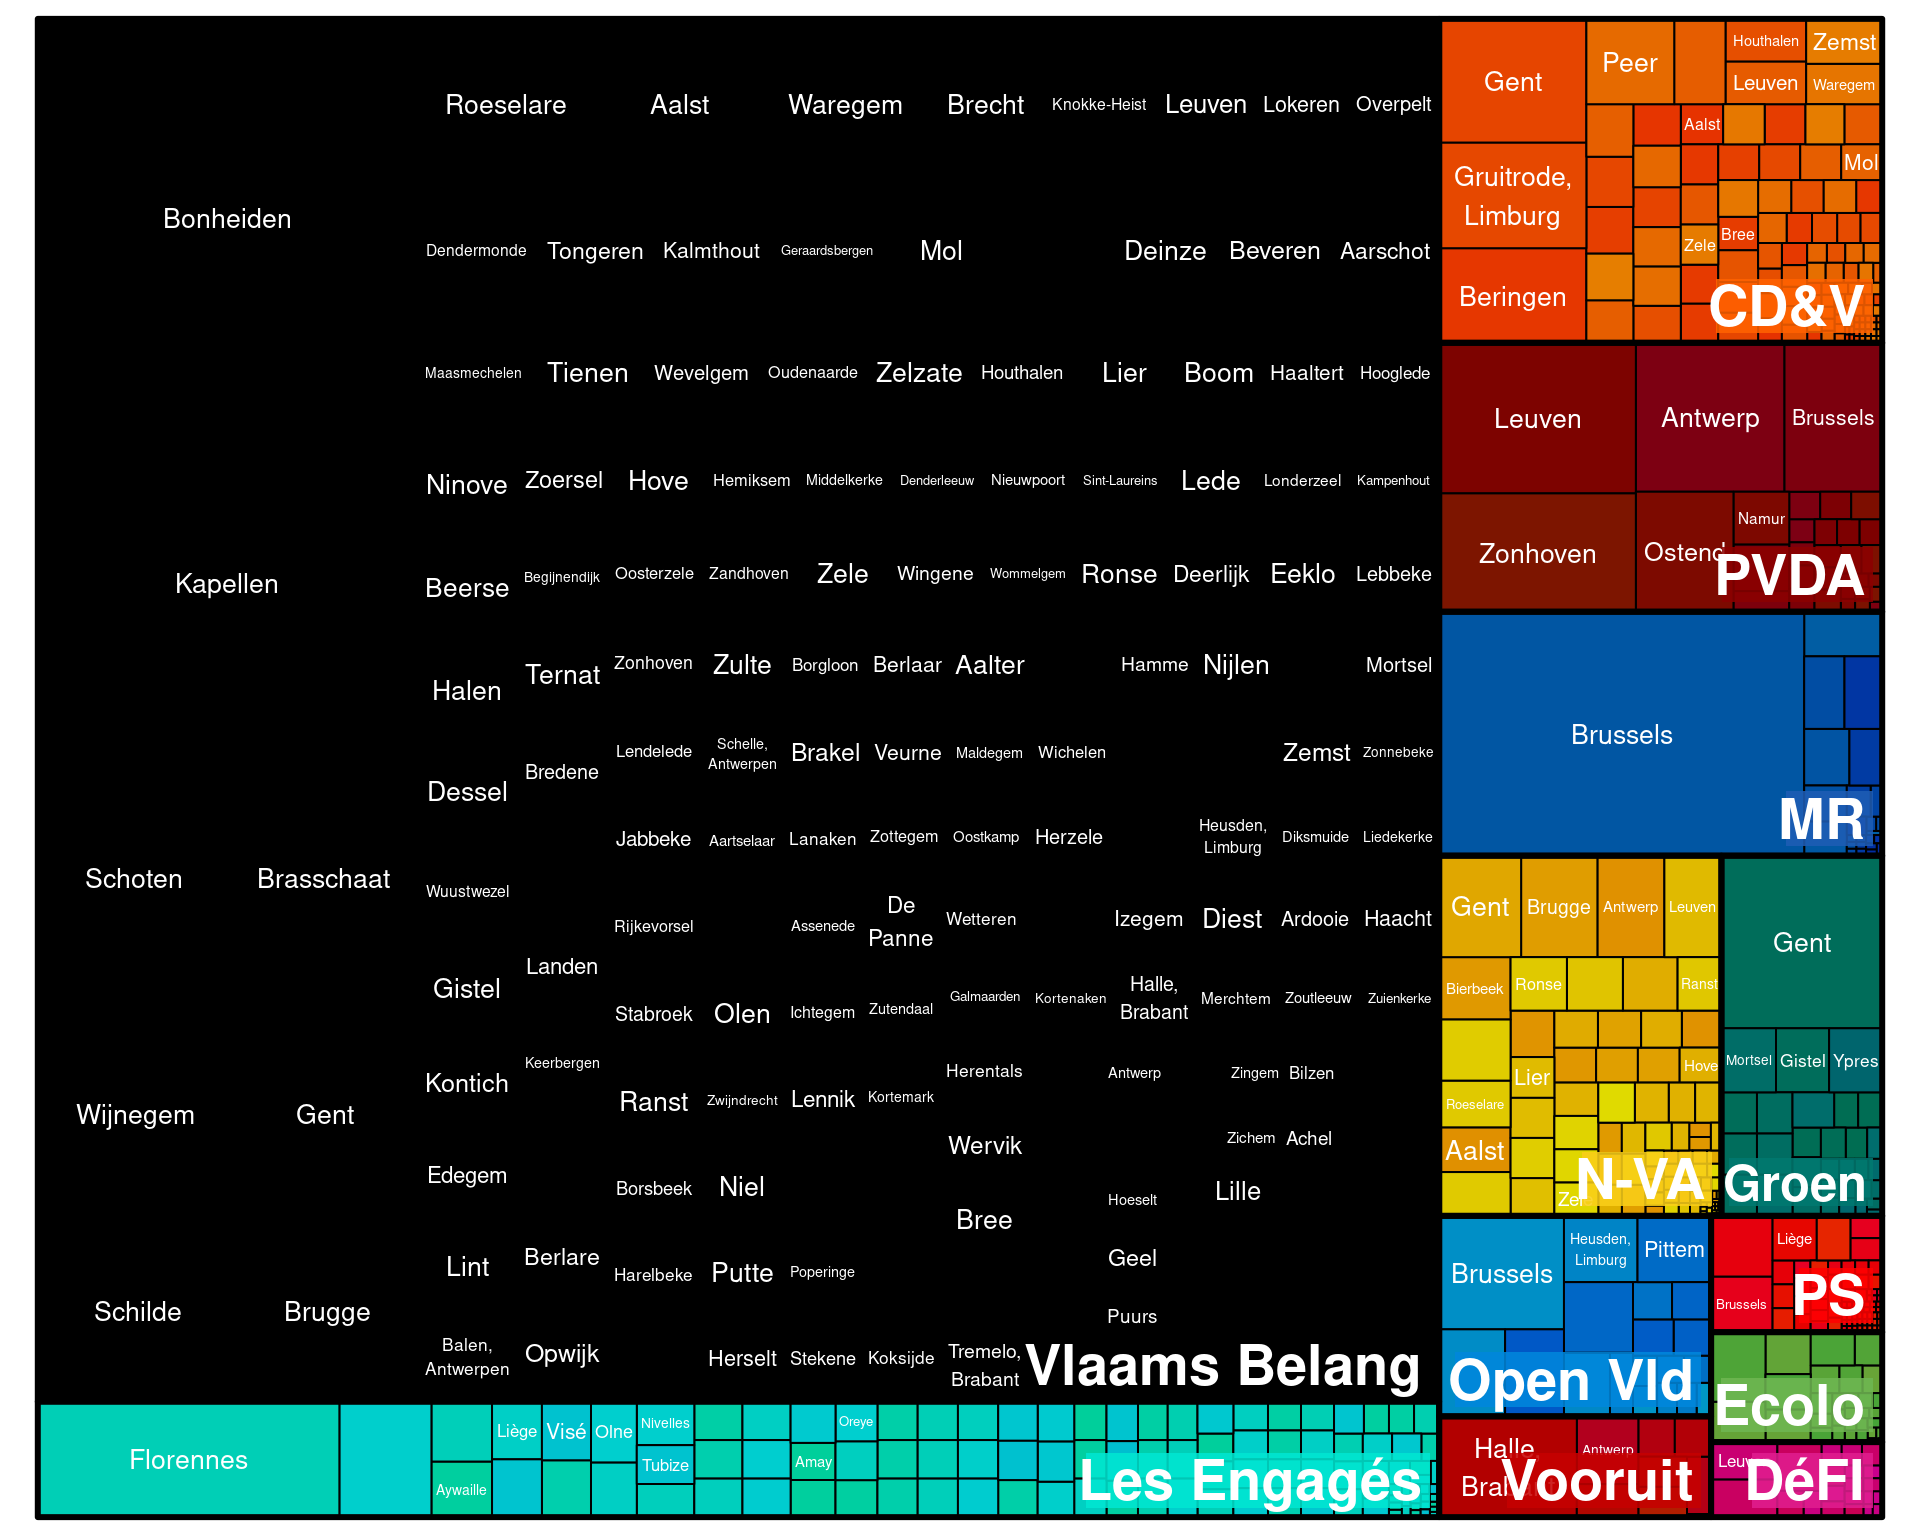 Roeselare
Aalst
Waregem
Brecht
Knokke-Heist
Leuven
Lokeren
Overpelt
Bonheiden
Dendermonde
Tongeren
Kalmthout
Geraardsbergen
Mol
Deinze
Beveren
Aarschot
Maasmechelen
Tienen
Wevelgem
Oudenaarde
Zelzate
Houthalen
Lier
Boom
Haaltert
Hooglede
Ninove
Zoersel
Hove
Hemiksem
Middelkerke
Denderleeuw
Nieuwpoort
Sint-Laureins
Lede
Londerzeel
Kampenhout
Kapellen
Beerse
Begijnendijk
Oosterzele
Zandhoven
Zele
Wingene
Wommelgem
Ronse
Deerlijk
Eeklo
Lebbeke
Halen
Ternat
Zonhoven
Zulte
Borgloon
Berlaar
Aalter
Hamme
Nijlen
Mortsel
Dessel
Bredene
Lendelede
Schelle,
Antwerpen
Brakel
Veurne
Maldegem
Wichelen
Zemst
Zonnebeke
Jabbeke
Aartselaar
Lanaken
Zottegem
Oostkamp
Herzele
Heusden,
Limburg
Diksmuide
Liedekerke
Schoten
Brasschaat
Wuustwezel
Rijkevorsel
Assenede
De
Panne
Wetteren
Izegem
Diest
Ardooie
Haacht
Gistel
Landen
Stabroek
Olen
Ichtegem
Zutendaal
Galmaarden
Kortenaken
Halle,
Brabant
Merchtem
Zoutleeuw
Zuienkerke
Wijnegem
Gent
Kontich
Keerbergen
Ranst
Zwijndrecht
Lennik
Kortemark
Herentals
Antwerp
Zingem
Bilzen
Wervik
Zichem
Achel
Edegem
Borsbeek
Niel
Bree
Hoeselt
Lille
Schilde
Brugge
Lint
Berlare
Harelbeke
Putte
Poperinge
Geel
Puurs
Balen,
Antwerpen
Opwijk
Herselt
Stekene
Koksijde
Tremelo,
Brabant
Vlaams Belang
Florennes
Aywaille
Liège
Visé
Olne
Nivelles
Tubize
Amay
Oreye
Les Engagés
Gent
Gruitrode,
Limburg
Beringen
Peer
Houthalen
Leuven
Zemst
Waregem
Aalst
Mol
Zele
Bree
CD&V
Leuven
Antwerp
Brussels
Zonhoven
Ostend
Namur
PVDA
Brussels
MR
Gent
Brugge
Antwerp
Leuven
Bierbeek
Ronse
Ranst
Roeselare
Lier
Hove
Aalst
N-VA
Gent
Mortsel
Gistel
Ypres
Groen
Brussels
Heusden,
Limburg
Pittem
Open Vld
Liège
Brussels
PS
Ecolo
Halle
Antwerp
Vooruit
DéFI